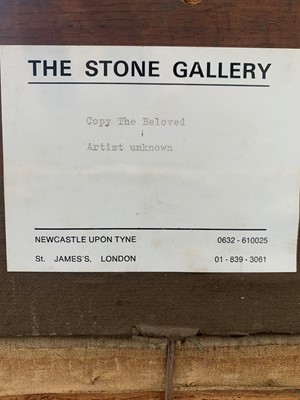 THE STONE GALLERY
Copy The Beloved
Artist unknown
NEWCASTLE UPON TYNE 0632 - 610025
St. JAMES'S, LONDON 01 - 839 - 3061